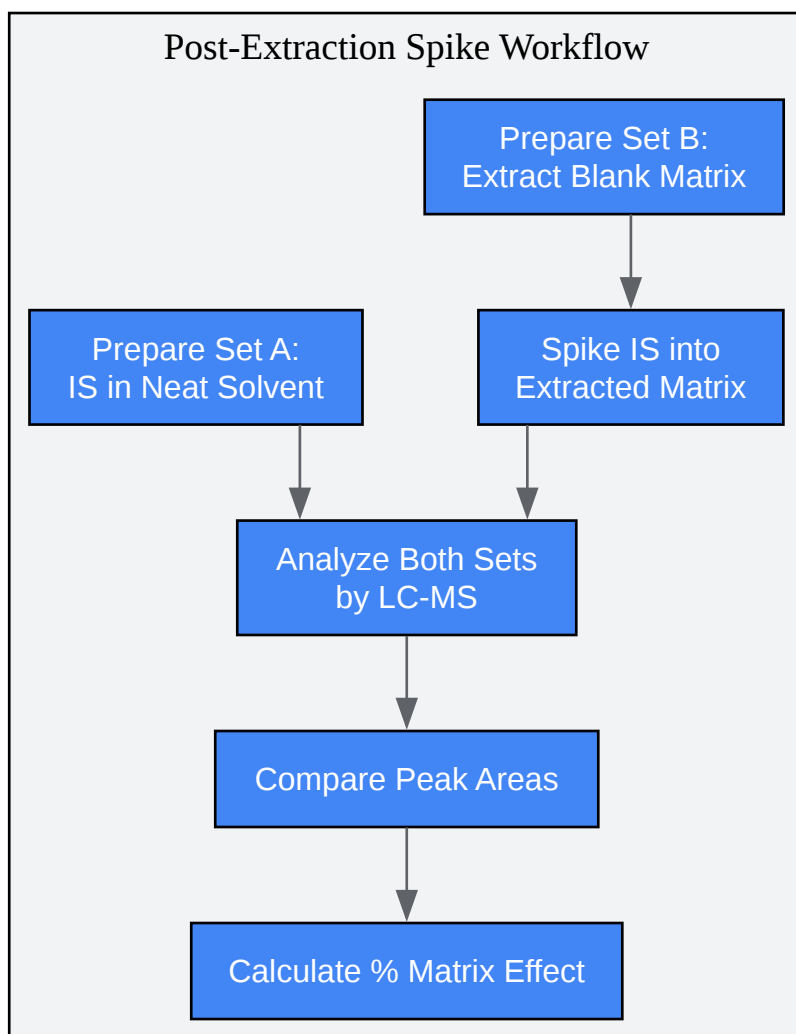 Post-Extraction Spike Workflow
Prepare Set B:
Extract Blank Matrix
Prepare Set A:
IS in Neat Solvent
Spike IS into
Extracted Matrix
Analyze Both Sets
by LC-MS
Compare Peak Areas
Calculate % Matrix Effect